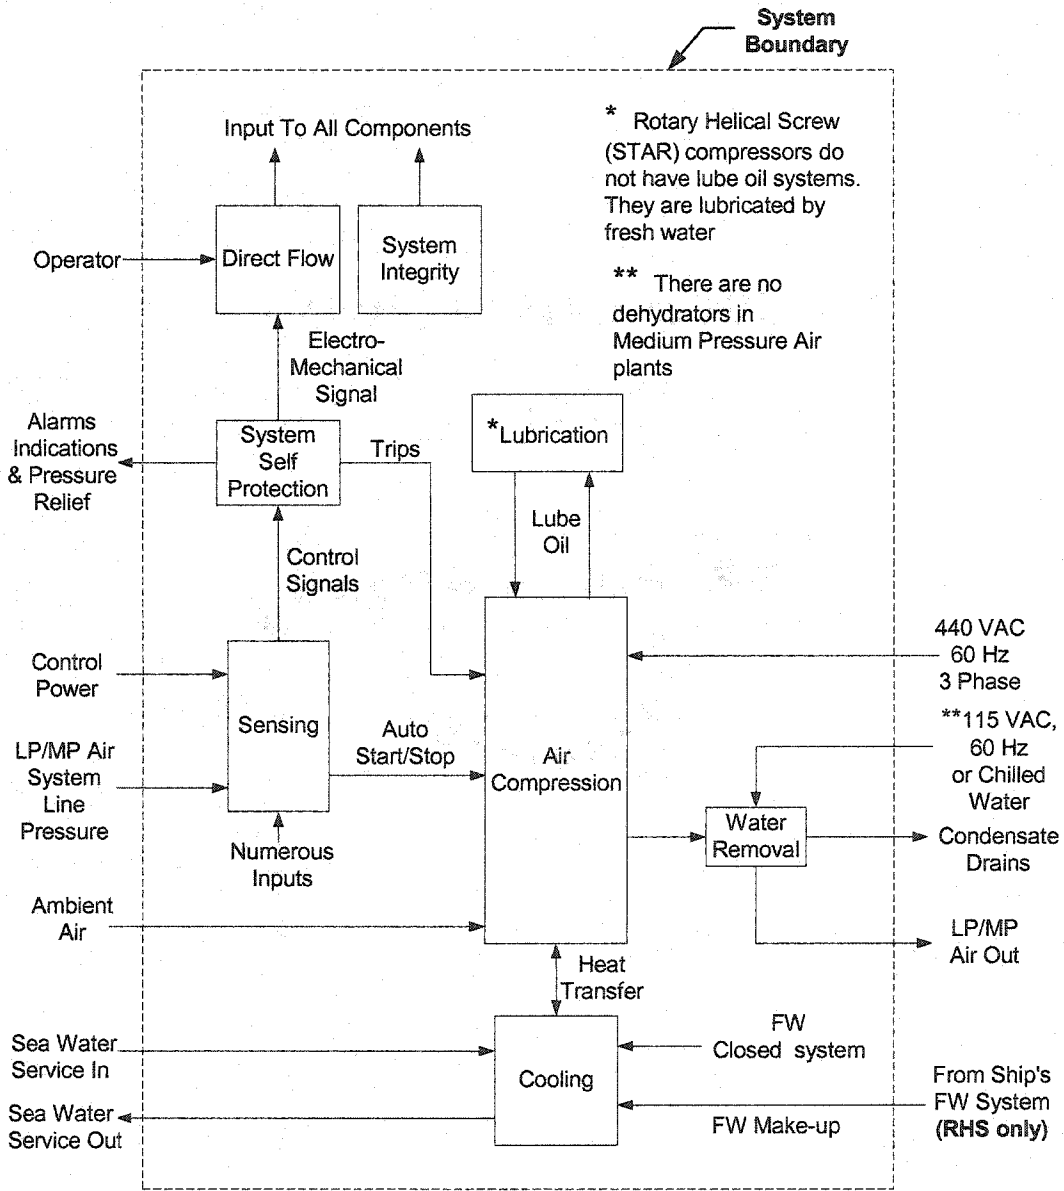 System
Boundary
Input To All Components
* Rotary Helical Screw
(STAR) compressors do
not have lube oil systems.
They are lubricated by
fresh water
** There are no
dehydrators in
Medium Pressure Air
plants
Operator
Direct Flow
System
Integrity
Electro-
Mechanical
Signal
Alarms
Indications
& Pressure
Relief
System
Self
Protection
Trips
*Lubrication
Lube
Oil
Control
Signals
Control
Power
Sensing
Auto
Start/Stop
LP/MP Air
System
Line
Pressure
Numerous
Inputs
Ambient
Air
Air
Compression
440 VAC
60 Hz
3 Phase
**115 VAC,
60 Hz
or Chilled
Water
Water
Removal
Condensate
Drains
LP/MP
Air Out
Heat
Transfer
Sea Water
Service In
Sea Water
Service Out
Cooling
FW
Closed system
FW Make-up
From Ship's
FW System
(RHS only)